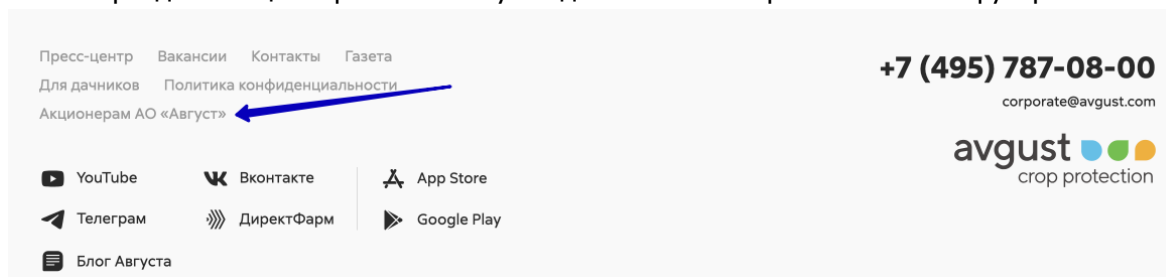 Пресс-центр Вакансии Контакты Газета
Для дачников Политика конфиденциальности
Акционерам АО «Август»
+7 (495) 787-08-00
corporate@avgust.com
avgust
crop protection
YouTube Вконтакте App Store
Телеграм ДиректФарм Google Play
Блог Августа